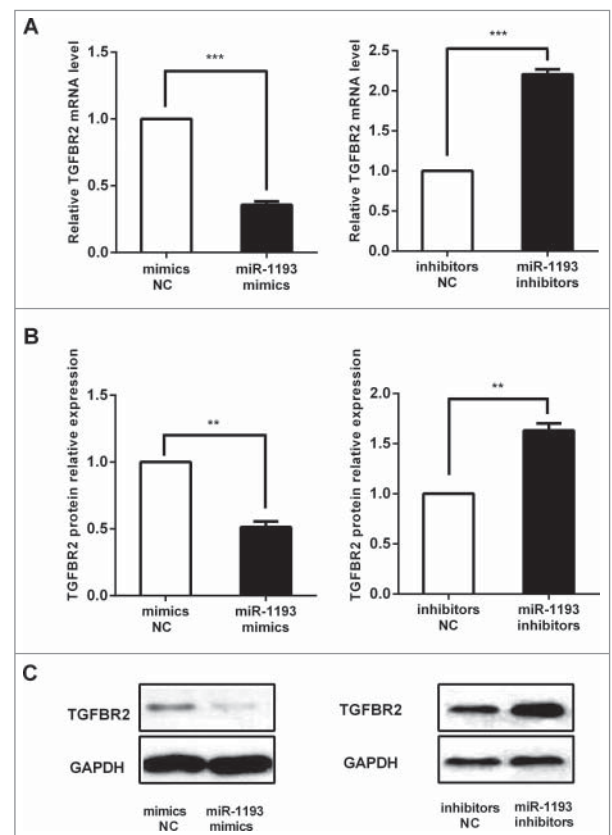 A
Relative TGFBR2 mRNA level
1.5
1.0
0.5
0.0
***
mimics
NC
miR-1193
mimics
Relative TGFBR2 mRNA level
2.5
2.0
1.5
1.0
0.5
0.0
***
inhibitors
NC
miR-1193
inhibitors
B
TGFBR2 protein relative expression
1.5
1.0
0.5
0.0
**
mimics
NC
miR-1193
mimics
TGFBR2 protein relative expression
2.0
1.5
1.0
0.5
0.0
**
inhibitors
NC
miR-1193
inhibitors
C
TGFBR2
GAPDH
mimics
NC
miR-1193
mimics
TGFBR2
GAPDH
inhibitors
NC
miR-1193
inhibitors